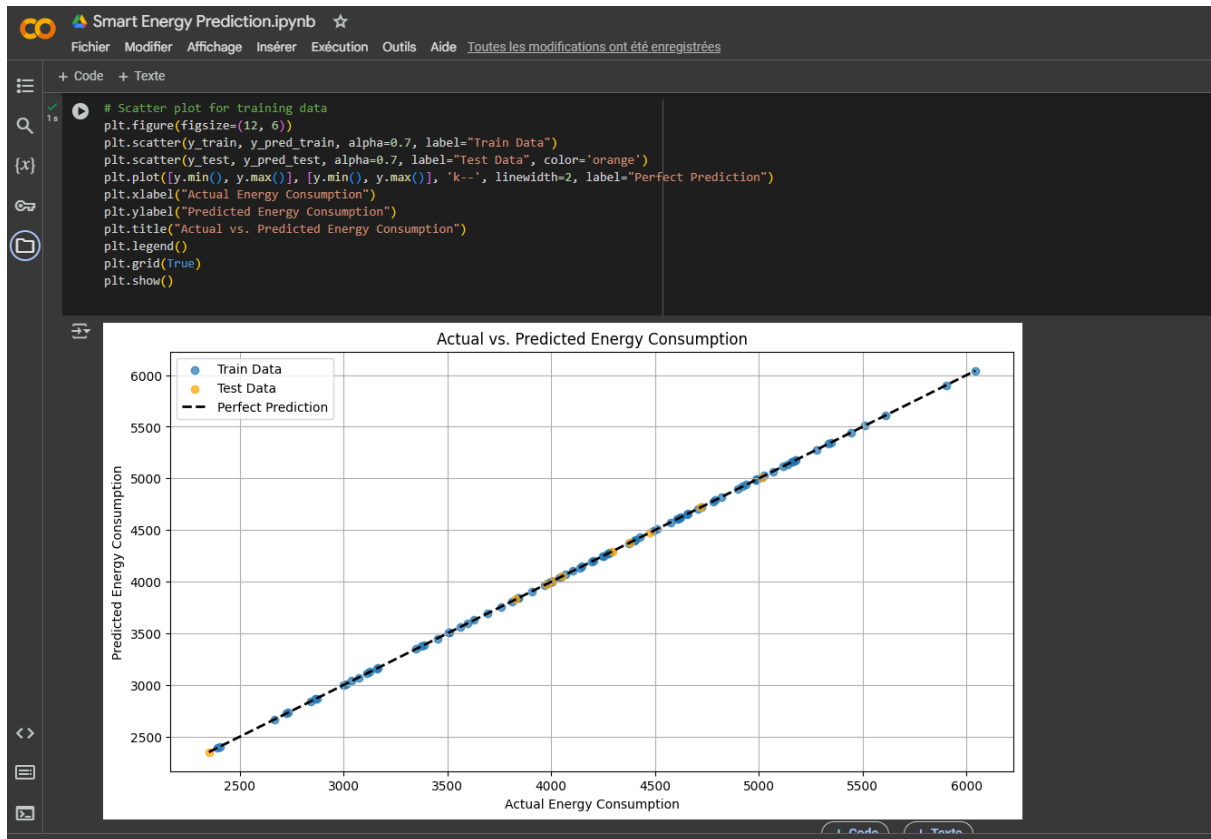 CO Smart Energy Prediction.ipynb
Fichier Modifier Affichage Insérer Exécution Outils Aide Toutes les modifications ont été enregistrées
+ Code + Texte
1s
{x}
# Scatter plot for training data
plt.figure(figsize=(12, 6))
plt.scatter(y_train, y_pred_train, alpha=0.7, label="Train Data")
plt.scatter(y_test, y_pred_test, alpha=0.7, label="Test Data", color='orange')
plt.plot([y.min(), y.max()], [y.min(), y.max()], 'k--', linewidth=2, label="Perfect Prediction")
plt.xlabel("Actual Energy Consumption")
plt.ylabel("Predicted Energy Consumption")
plt.title("Actual vs. Predicted Energy Consumption")
plt.legend()
plt.grid(True)
plt.show()
Actual vs. Predicted Energy Consumption
Train Data
Test Data
Perfect Prediction
Predicted Energy Consumption
6000
5500
5000
4500
4000
3500
3000
2500
2500 3000 3500 4000 4500 5000 5500 6000
Actual Energy Consumption
+ Code + Texte